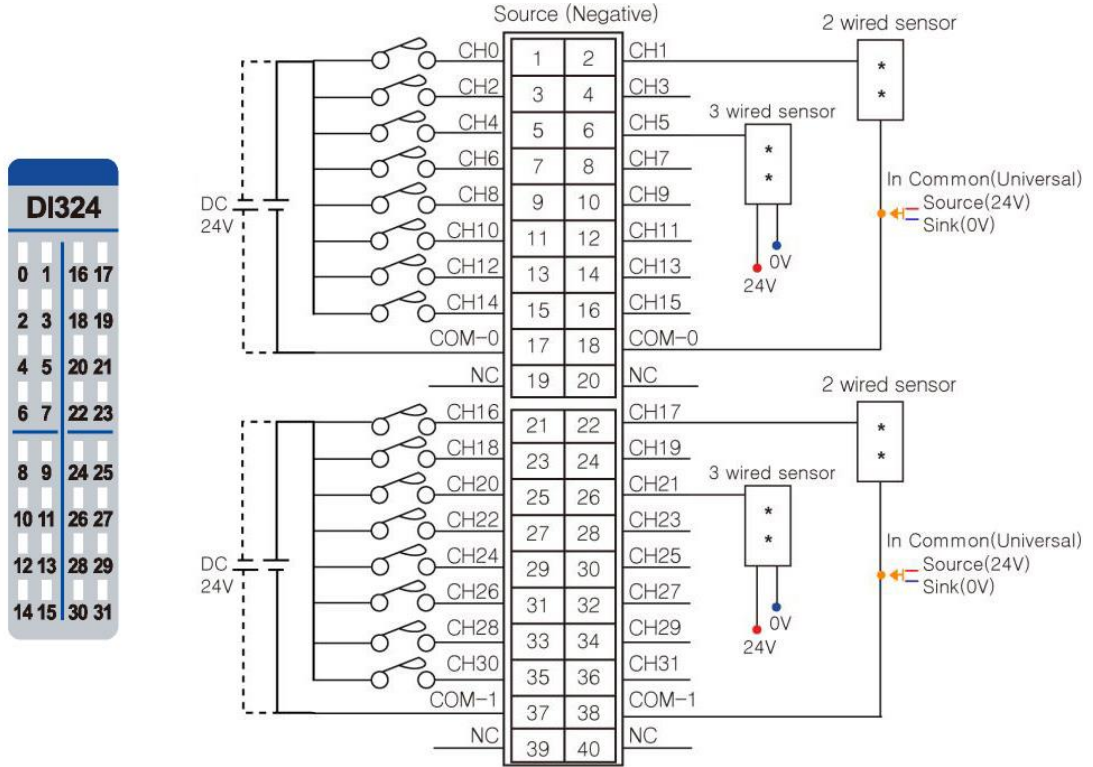 DI324
0 1 16 17
2 3 18 19
4 5 20 21
6 7 22 23
8 9 24 25
10 11 26 27
12 13 28 29
14 15 30 31
Source (Negative)
2 wired sensor
CH0 1 2 CH1
* *
CH2 3 4 CH3
3 wired sensor
CH4 5 6 CH5
* *
CH6 7 8 CH7
In Common(Universal)
Source(24V)
Sink(0V)
DC
24V
CH8 9 10 CH9
CH10 11 12 CH11
0V
24V
CH12 13 14 CH13
CH14 15 16 CH15
COM-0 17 18 COM-0
NC 19 20 NC
2 wired sensor
CH16 21 22 CH17
* *
CH18 23 24 CH19
3 wired sensor
CH20 25 26 CH21
* *
CH22 27 28 CH23
In Common(Universal)
Source(24V)
Sink(0V)
DC
24V
CH24 29 30 CH25
CH26 31 32 CH27
0V
24V
CH28 33 34 CH29
CH30 35 36 CH31
COM-1 37 38 COM-1
NC 39 40 NC